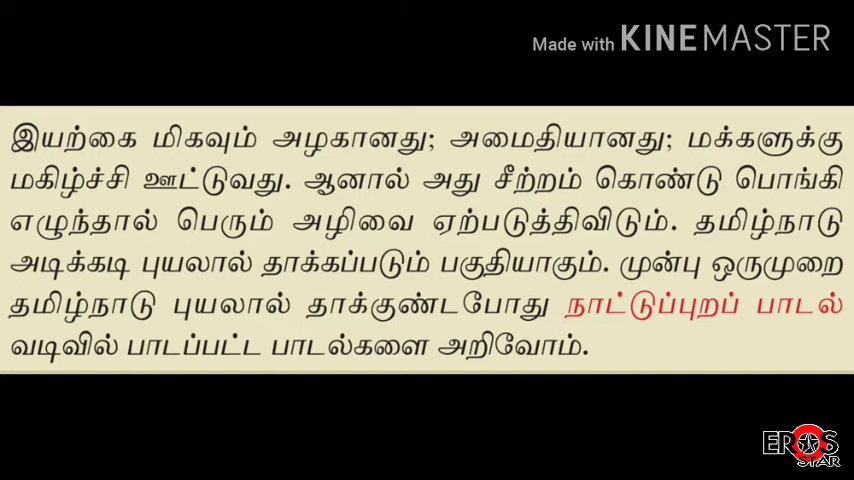 Made with KINEMASTER
இயற்கை மிகவும் அழகானது; அமைதியானது; மக்களுக்கு
மகிழ்ச்சி ஊட்டுவது. ஆனால் அது சீற்றம் கொண்டு பொங்கி
எழுந்தால் பெரும் அழிவை ஏற்படுத்திவிடும். தமிழ்நாடு
அடிக்கடி புயலால் தாக்கப்படும் பகுதியாகும். முன்பு ஒருமுறை
தமிழ்நாடு புயலால் தாக்குண்டபோது நாட்டுப்புறப் பாடல்
வடிவில் பாடப்பட்ட பாடல்களை அறிவோம்.
EROS
STAR